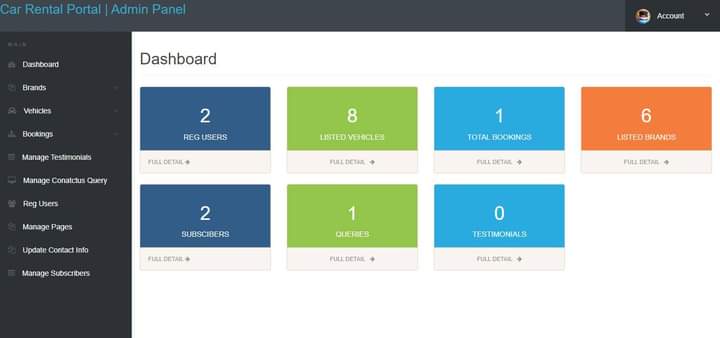 Car Rental Portal | Admin Panel
Account
MAIN
Dashboard
Brands
Vehicles
Bookings
Manage Testimonials
Manage Conatctus Query
Reg Users
Manage Pages
Update Contact Info
Manage Subscribers
Dashboard
2
REG USERS
FULL DETAIL
8
LISTED VEHICLES
FULL DETAIL
1
TOTAL BOOKINGS
FULL DETAIL
6
LISTED BRANDS
FULL DETAIL
2
SUBSCIBERS
FULL DETAIL
1
QUERIES
FULL DETAIL
0
TESTIMONIALS
FULL DETAIL